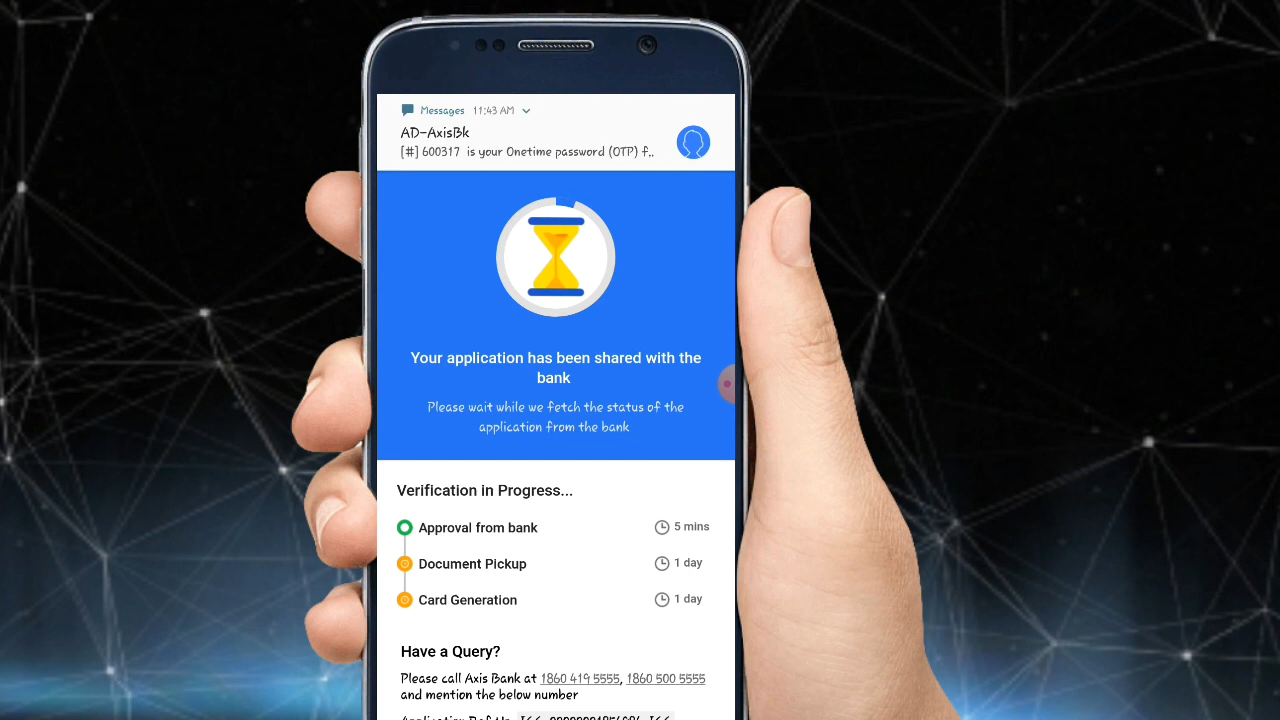 Messages 11:43 AM
AD-AxisBk
[#] 600317 is your Onetime password (OTP) f..
Your application has been shared with the
bank
Please wait while we fetch the status of the
application from the bank
Verification in Progress...
Approval from bank 5 mins
Document Pickup 1 day
Card Generation 1 day
Have a Query?
Please call Axis Bank at 1860 419 5555, 1860 500 5555
and mention the below number